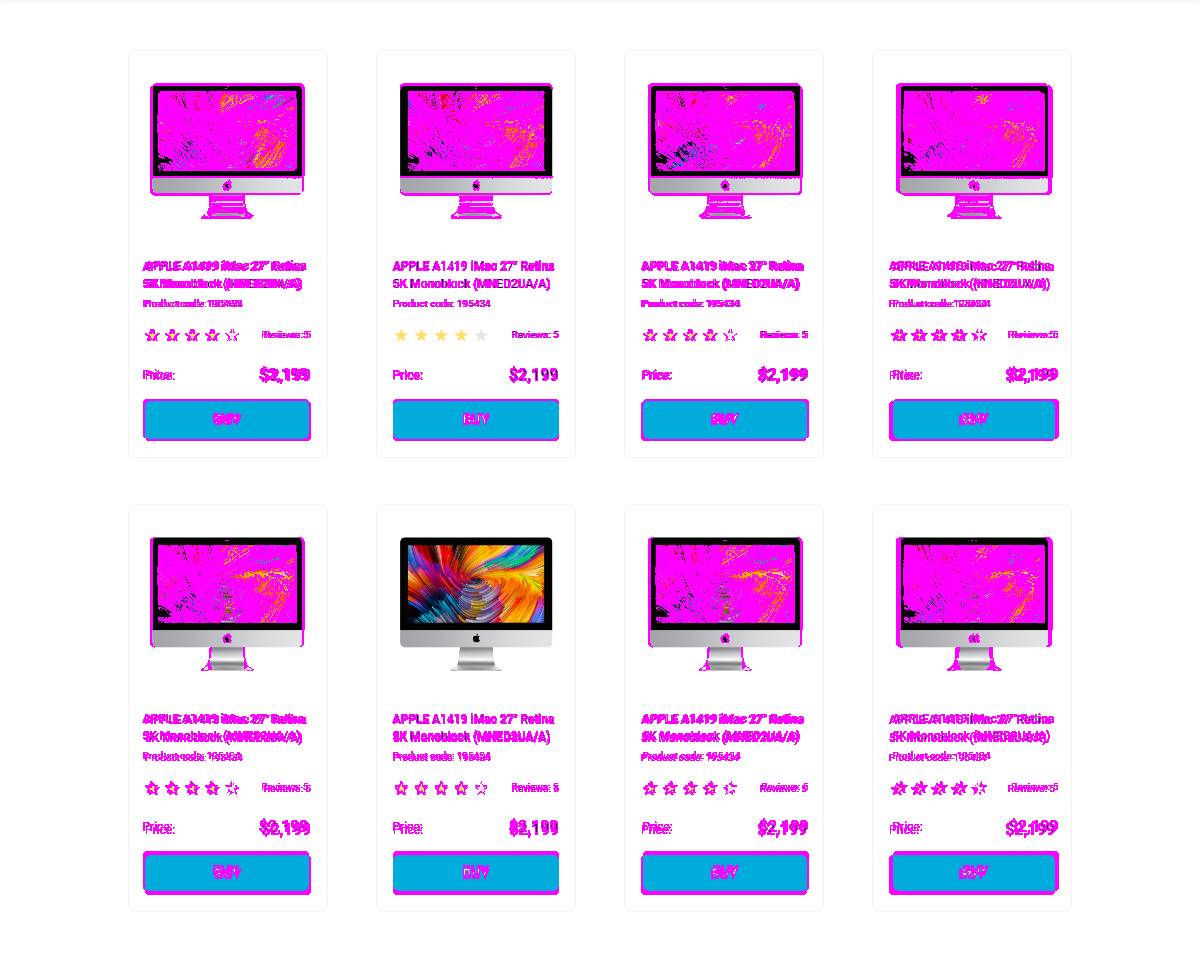 APPLE A1419 iMac 27" Retina
5K Monoblock (MNED2UA/A)
Product code: 195434
Reviews: 5
Price: $2,199
BUY
APPLE A1419 iMac 27" Retina
5K Monoblock (MNED2UA/A)
Product code: 195434
Reviews: 5
Price: $2,199
BUY
APPLE A1419 iMac 27" Retina
5K Monoblock (MNED2UA/A)
Product code: 195434
Reviews: 5
Price: $2,199
BUY
APPLE A1419 iMac 27" Retina
5K Monoblock (MNED2UA/A)
Product code: 195434
Reviews: 5
Price: $2,199
BUY
APPLE A1419 iMac 27" Retina
5K Monoblock (MNED2UA/A)
Product code: 195434
Reviews: 5
Price: $2,199
BUY
APPLE A1419 iMac 27" Retina
5K Monoblock (MNED2UA/A)
Product code: 195434
Reviews: 5
Price: $2,199
BUY
APPLE A1419 iMac 27" Retina
5K Monoblock (MNED2UA/A)
Product code: 195434
Reviews: 5
Price: $2,199
BUY
APPLE A1419 iMac 27" Retina
5K Monoblock (MNED2UA/A)
Product code: 195434
Reviews: 5
Price: $2,199
BUY